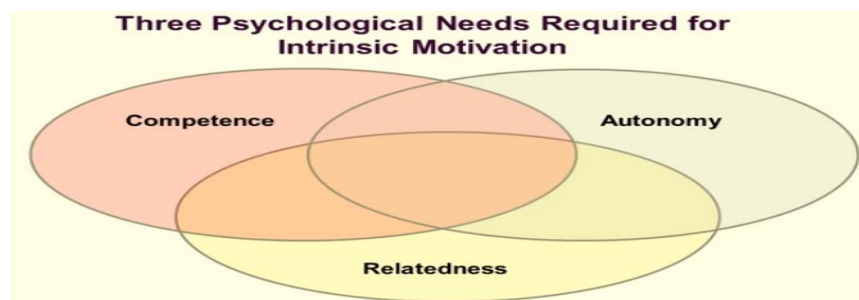 Three Psychological Needs Required for
Intrinsic Motivation
Competence
Autonomy
Relatedness